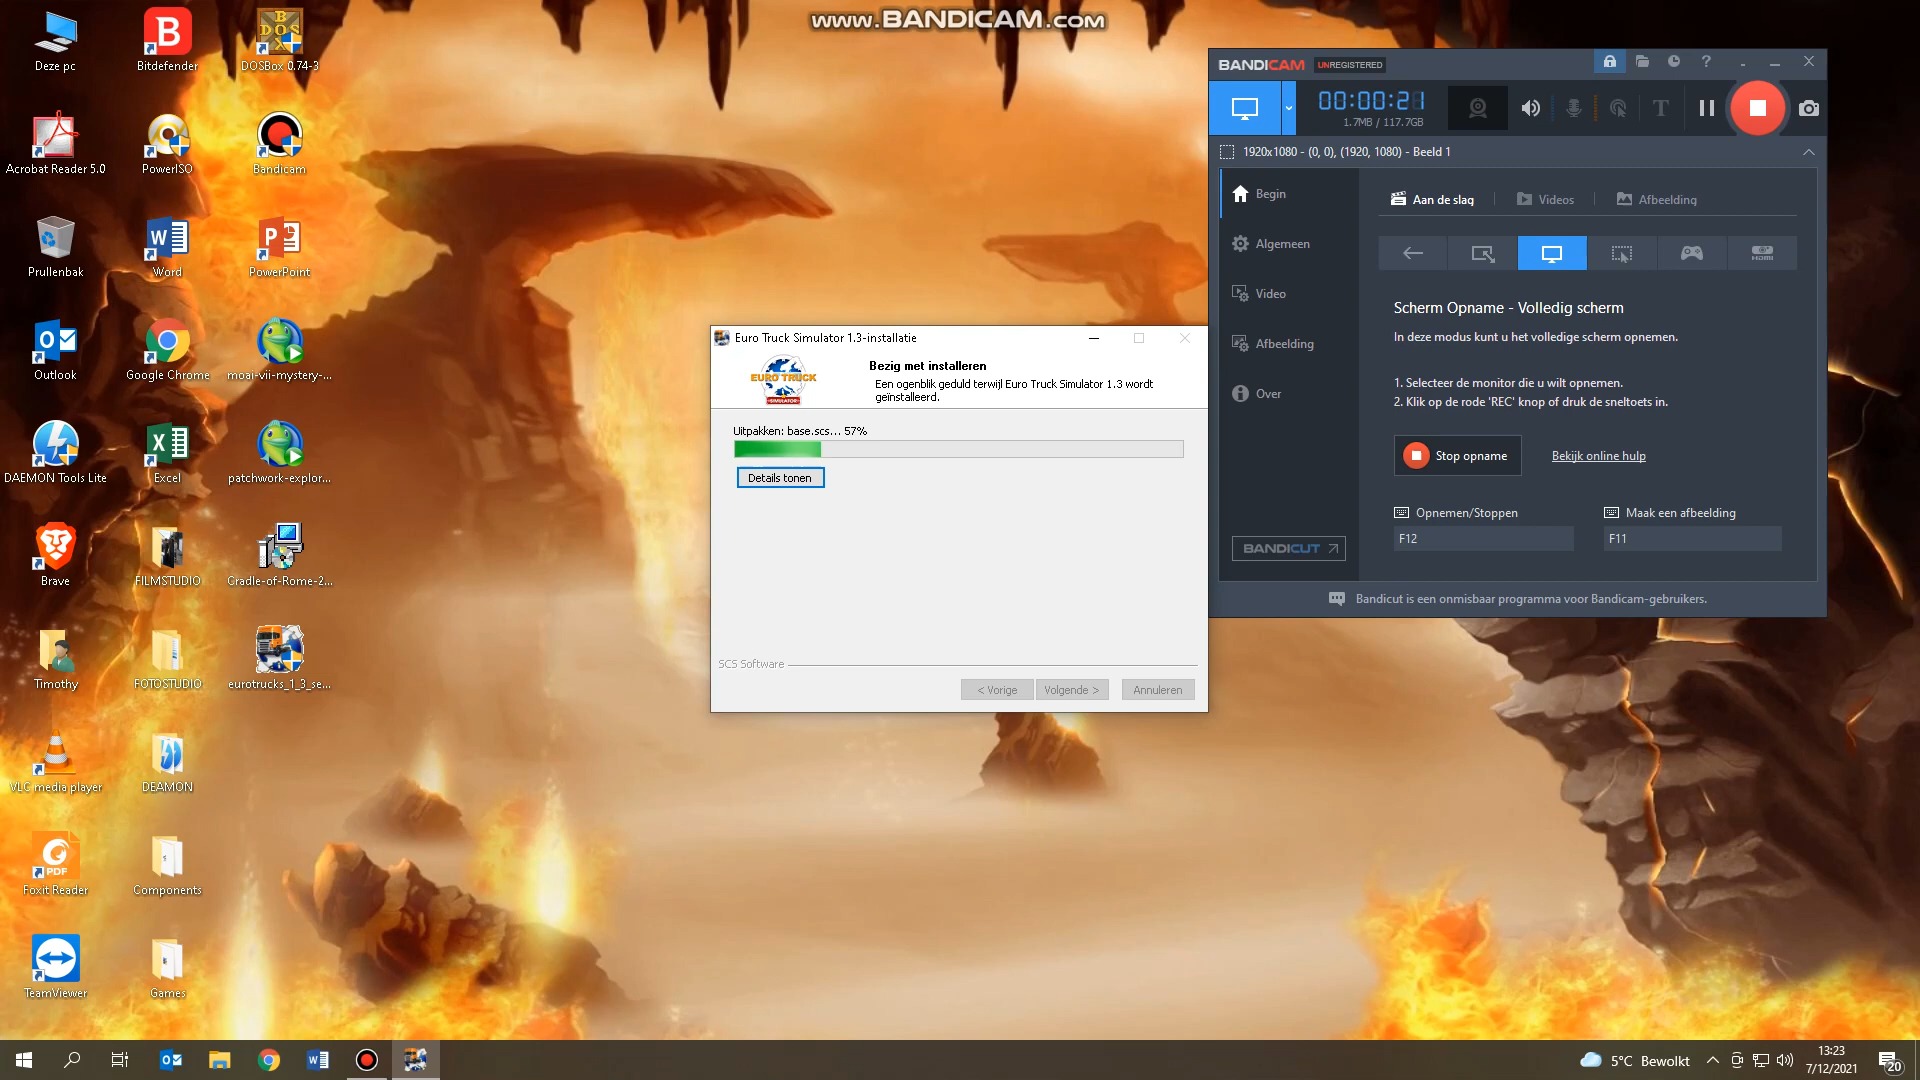 www.BANDICAM.com
Deze pc
Bitdefender
DOSBox 0.74-3
Acrobat Reader 5.0
PowerISO
Bandicam
Prullenbak
Word
PowerPoint
Outlook
Google Chrome
moai-vii-mystery-...
DAEMON Tools Lite
Excel
patchwork-explor...
Brave
FILMSTUDIO
Cradle-of-Rome-2...
Timothy
FOTOSTUDIO
eurotrucks_1_3_se...
VLC media player
DEAMON
Foxit Reader
Components
TeamViewer
Games
Euro Truck Simulator 1.3-installatie
EURO TRUCK
SIMULATOR
Bezig met installeren
Een ogenblik geduld terwijl Euro Truck Simulator 1.3 wordt
geïnstalleerd.
Uitpakken: base.scs... 57%
Details tonen
SCS Software
< Vorige
Volgende >
Annuleren
BANDICAM UNREGISTERED
00:00:21
1.7MB / 117.7GB
1920x1080 - (0, 0), (1920, 1080) - Beeld 1
Begin
Algemeen
Video
Afbeelding
Over
BANDICUT
Aan de slag
Videos
Afbeelding
HDMI
Scherm Opname - Volledig scherm
In deze modus kunt u het volledige scherm opnemen.
1. Selecteer de monitor die u wilt opnemen.
2. Klik op de rode 'REC' knop of druk de sneltoets in.
Stop opname
Bekijk online hulp
Opnemen/Stoppen
Maak een afbeelding
F12
F11
Bandicut is een onmisbaar programma voor Bandicam-gebruikers.
5°C Bewolkt
13:23
7/12/2021
20